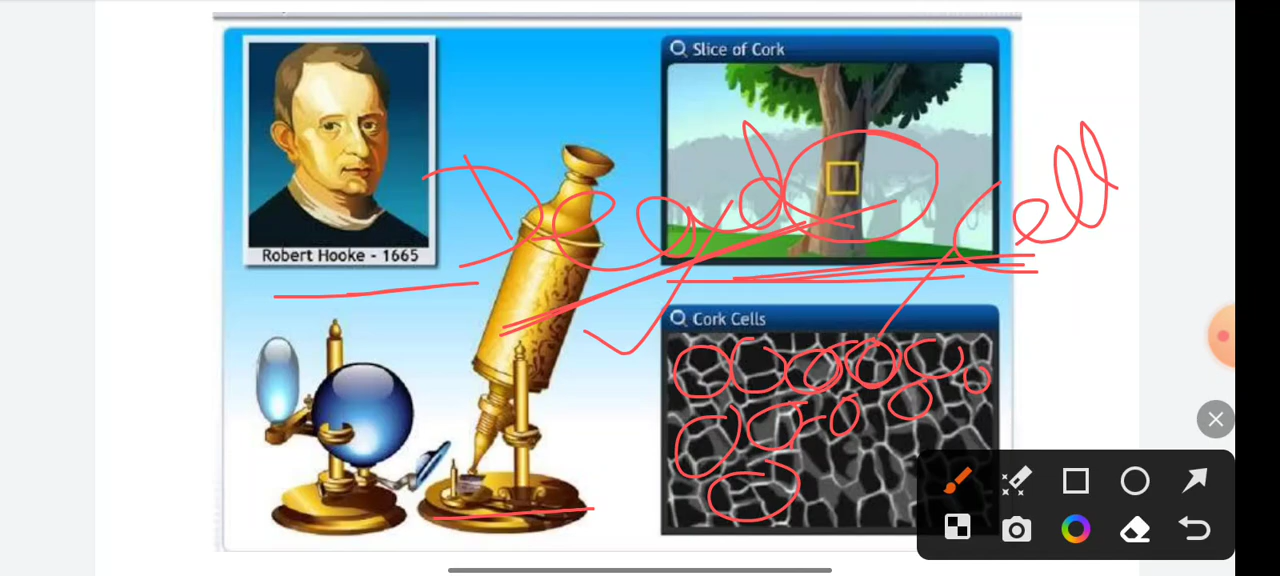 Slice of Cork
Dead cell
Robert Hooke - 1665
Cork Cells